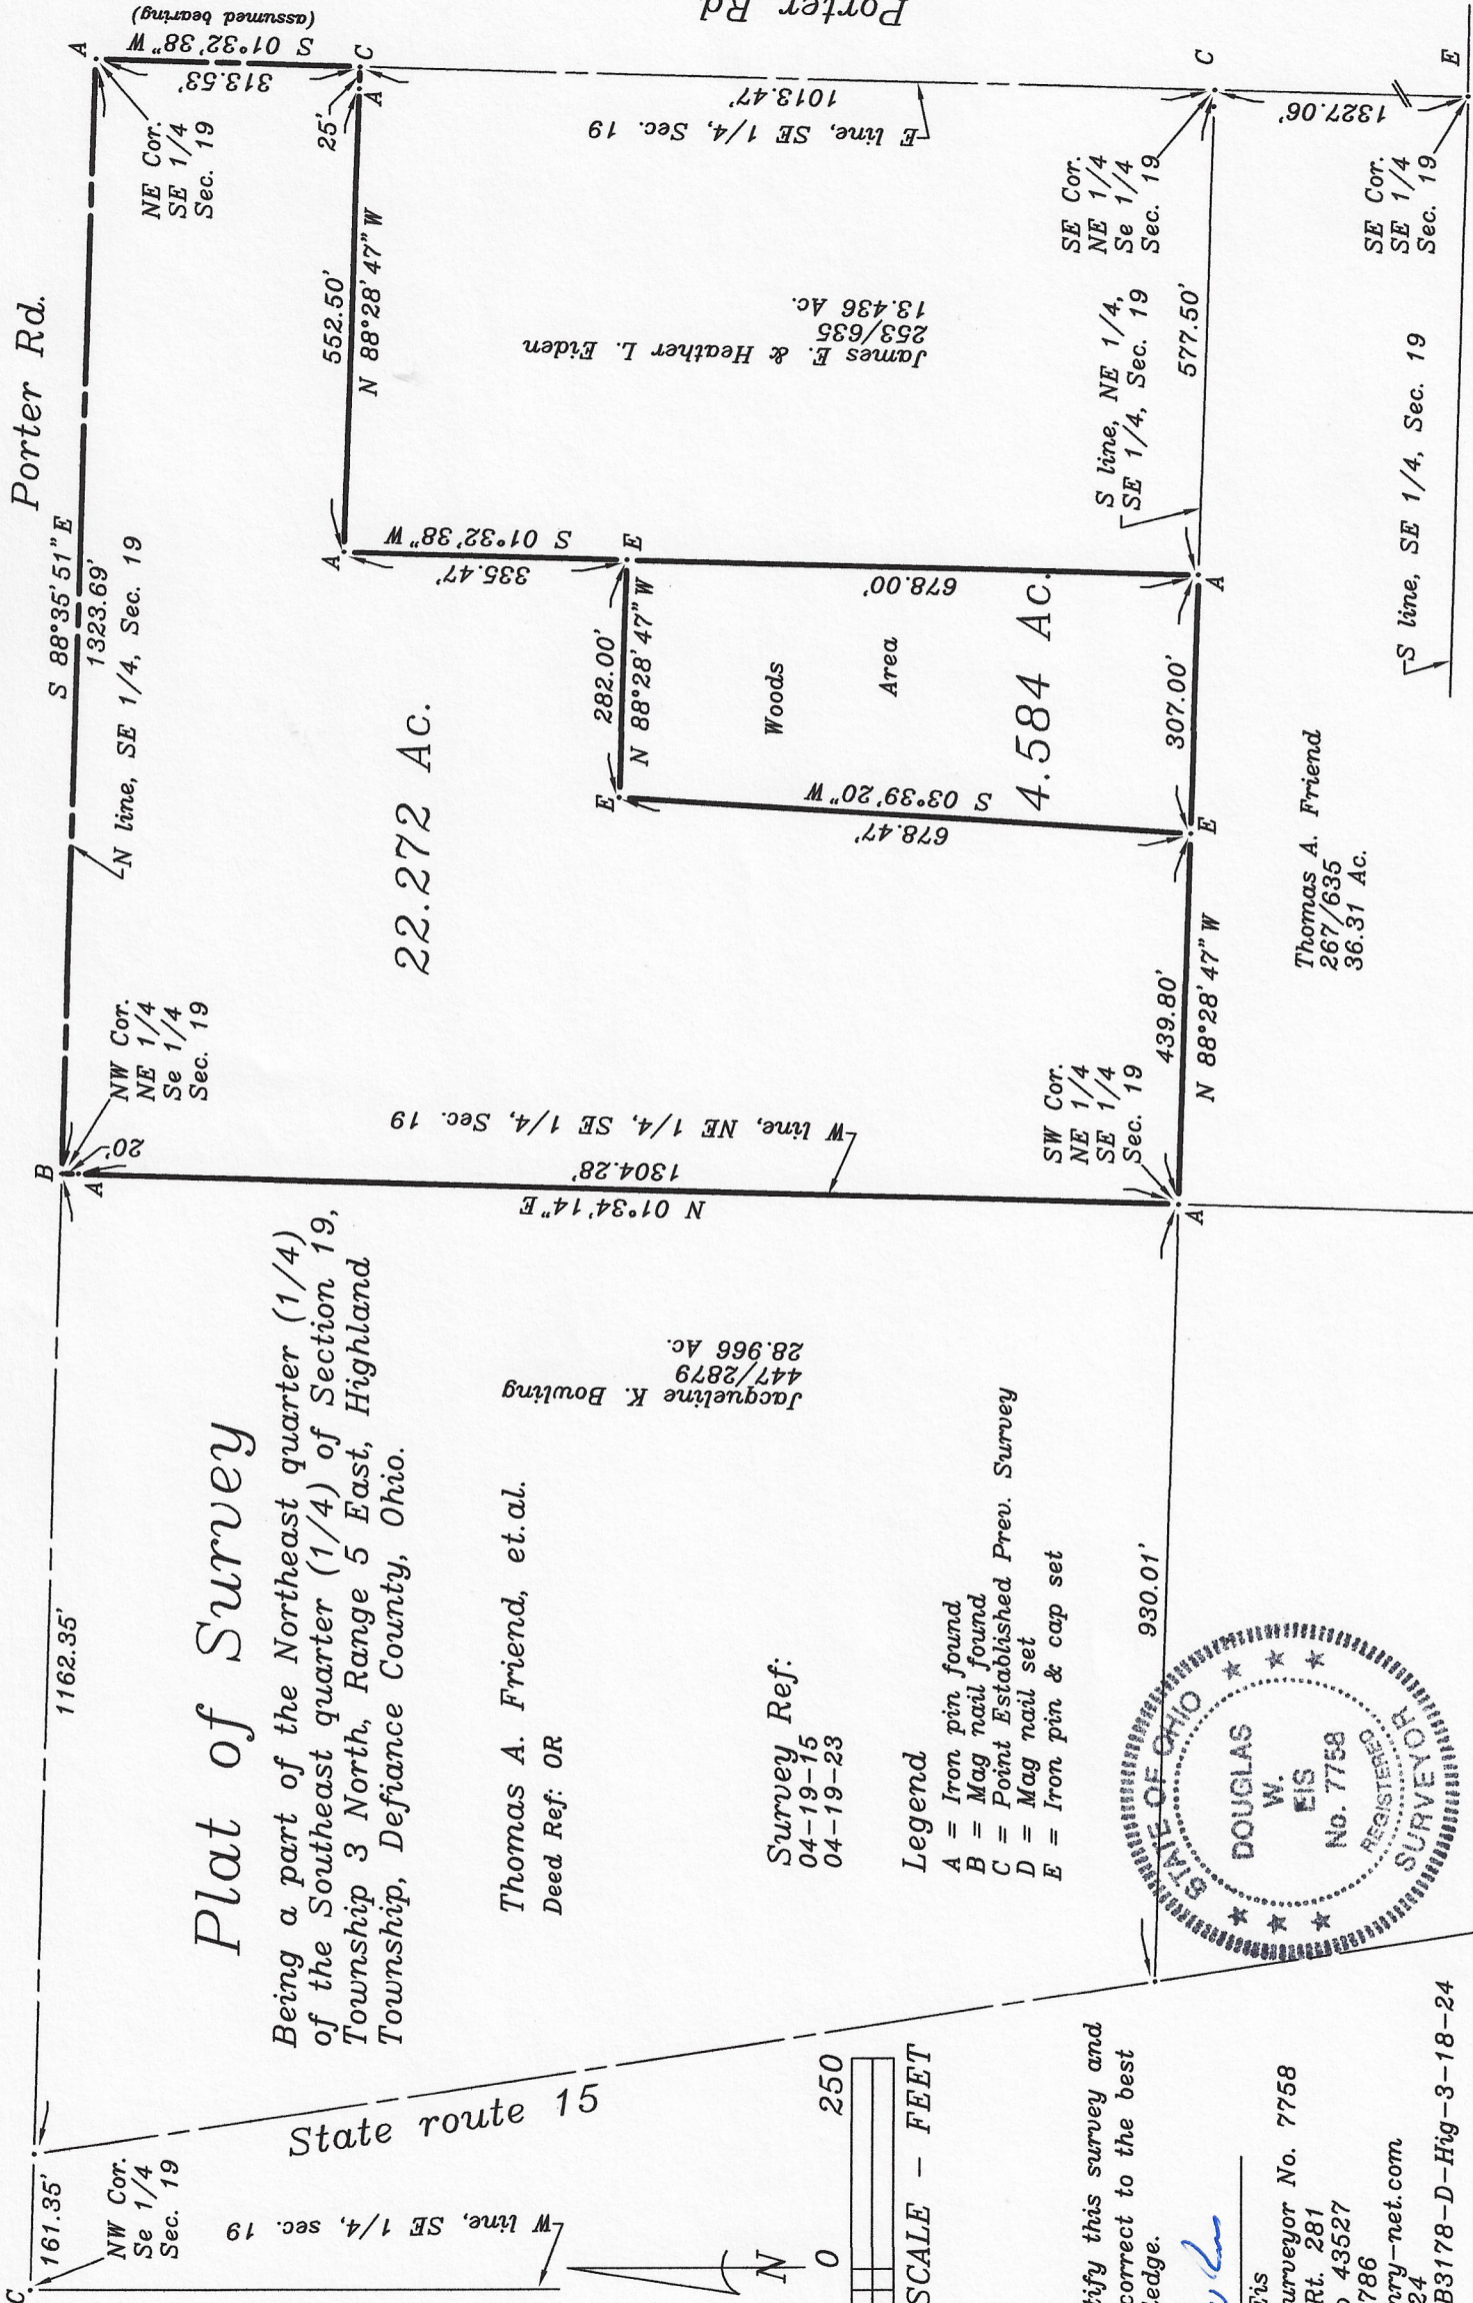 Plat of Survey
Being a part of the Northeast quarter (1/4)
of the Southeast quarter (1/4) of Section 19,
Township 3 North, Range 5 East, Highland
Township, Defiance County, Ohio.
Thomas A. Friend, et.al.
Deed Ref: OR
Survey Ref:
04-19-15
04-19-23
Legend
A = Iron pin found
B = Mag nail found
C = Point Established Prev. Survey
D = Mag nail set
E = Iron pin & cap set
C
161.35'
NW Cor.
Se 1/4
Sec. 19
W line, SE 1/4, sec. 19
State route 15
1162.35'
N
0
250
SCALE - FEET
Jacqueline K. Bowling
447/2879
28.966 Ac.
930.01'
B
20'
A
NW Cor.
NE 1/4
Se 1/4
Sec. 19
N 01°34'14" E
1304.28'
W line, NE 1/4, SE 1/4, Sec. 19
SW Cor.
NE 1/4
SE 1/4
Sec. 19
A
439.80'
N 88°28'47" W
Porter Rd.
S 88°35'51" E
1323.69'
N line, SE 1/4, Sec. 19
22.272 Ac.
E
282.00'
N 88°28'47" W
E
S 03°39'20" W
678.47'
Woods
Area
4.584 Ac.
678.00'
E
307.00'
A
A
S 01°32'38" W
335.47'
552.50'
N 88°28'47" W
25'
A
C
A
NE Cor.
SE 1/4
Sec. 19
313.53'
S 01°32'38" W
(assumed bearing)
Porter Rd
E line, SE 1/4, Sec. 19
1013.47'
James E. & Heather L. Eiden
253/635
13.436 Ac.
SE Cor.
NE 1/4
Se 1/4
Sec. 19
C
S line, NE 1/4,
SE 1/4, Sec. 19
577.50'
1327.06'
SE Cor.
SE 1/4
Sec. 19
E
S line, SE 1/4, Sec. 19
Thomas A. Friend
267/635
36.31 Ac.
STATE OF OHIO
DOUGLAS
W.
EIS
No. 7758
REGISTERED
SURVEYOR
tify this survey and
correct to the best
ledge.
Eis
urveyor No. 7758
Rt. 281
43527
786
nry-net.com
24
B3178-D-Hig-3-18-24